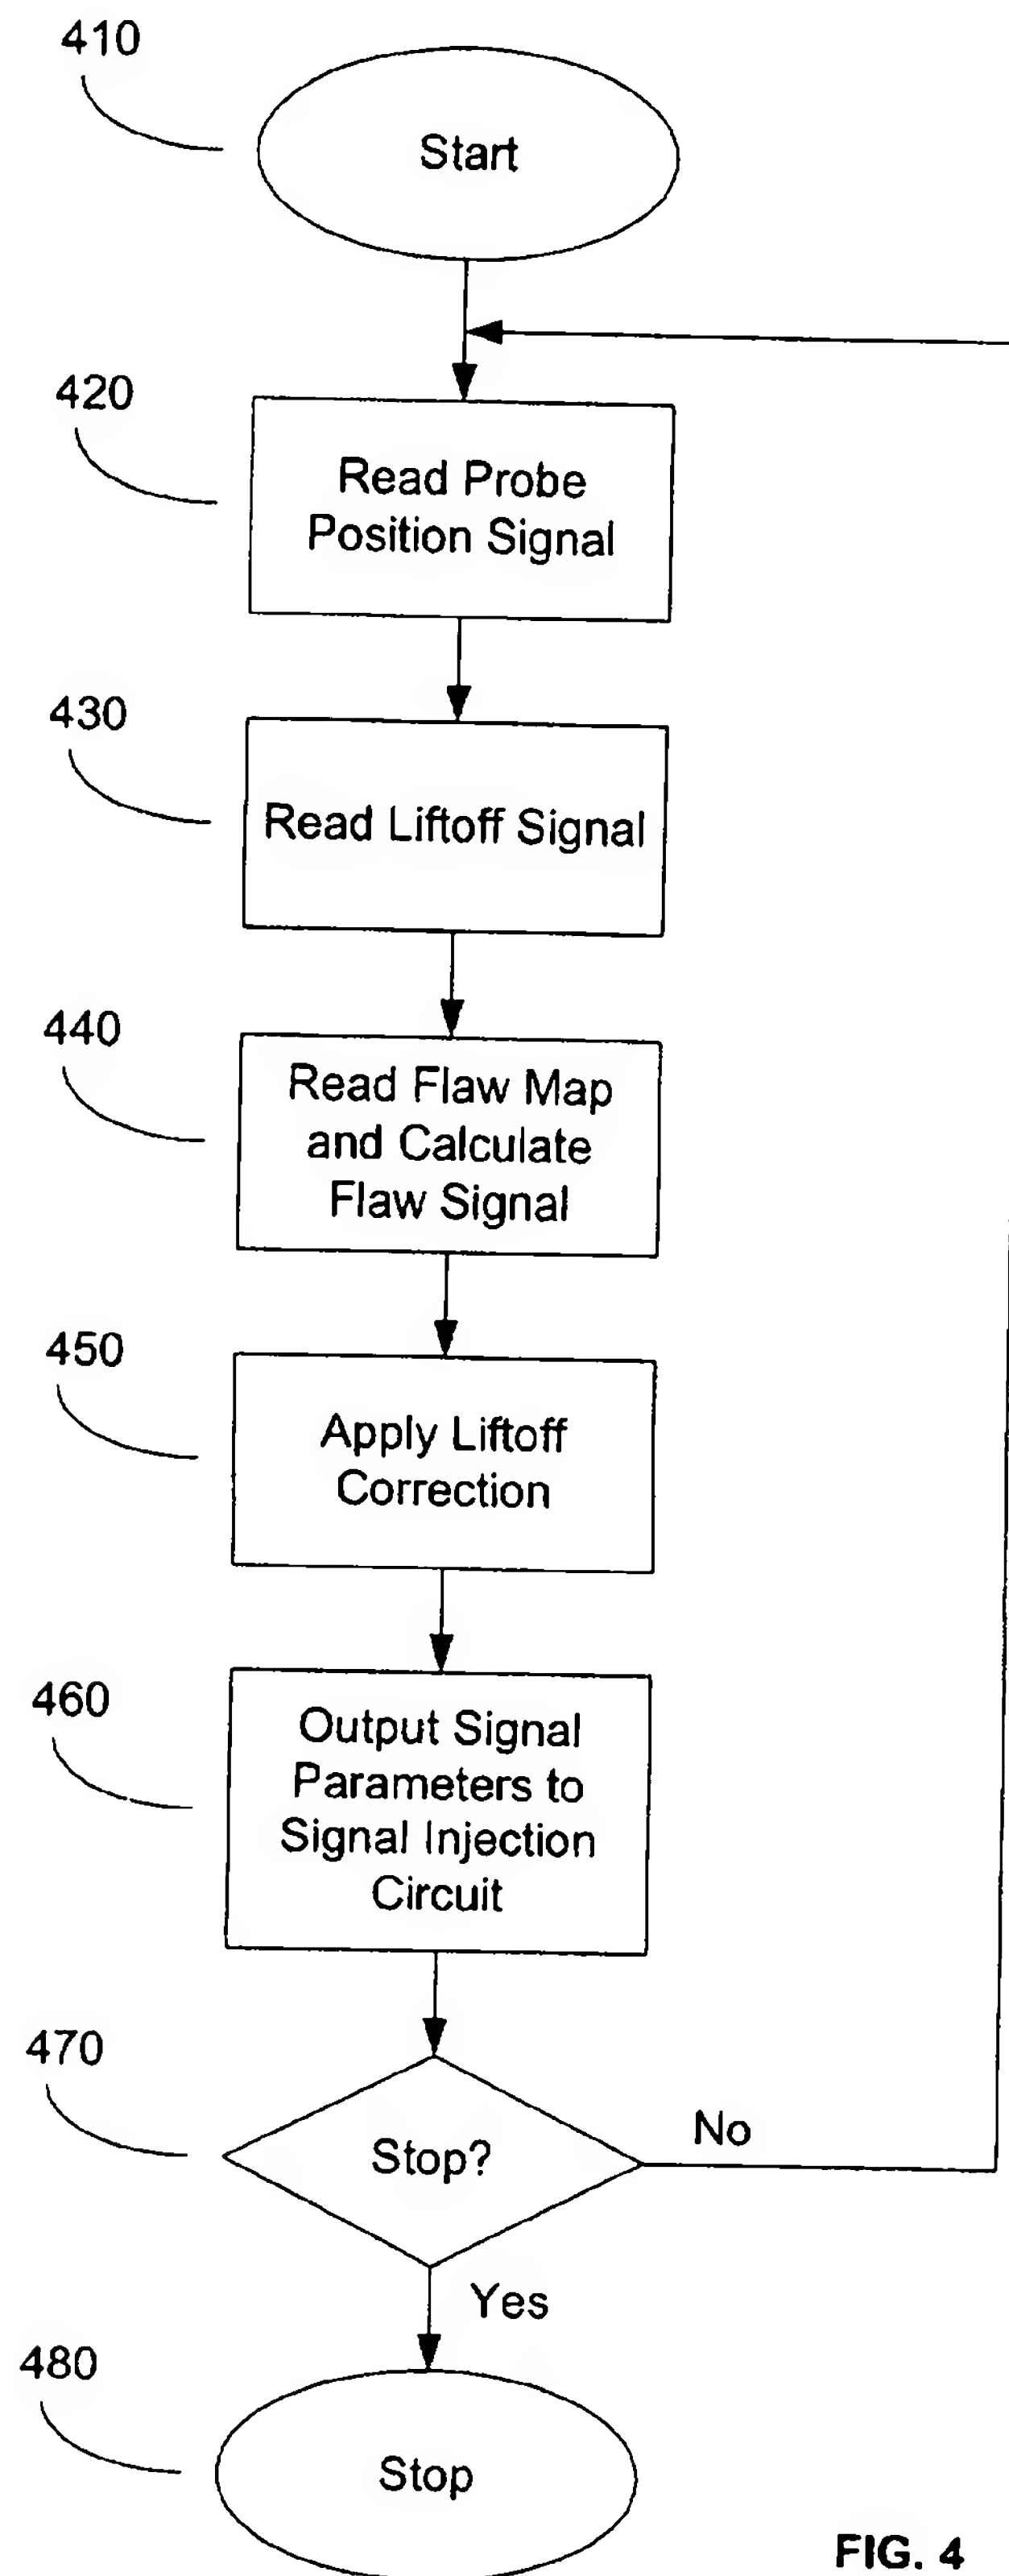 410
Start
420
Read Probe
Position Signal
430
Read Liftoff Signal
440
Read Flaw Map
and Calculate
Flaw Signal
450
Apply Liftoff
Correction
460
Output Signal
Parameters to
Signal Injection
Circuit
470
Stop?
No
Yes
480
Stop
FIG. 4